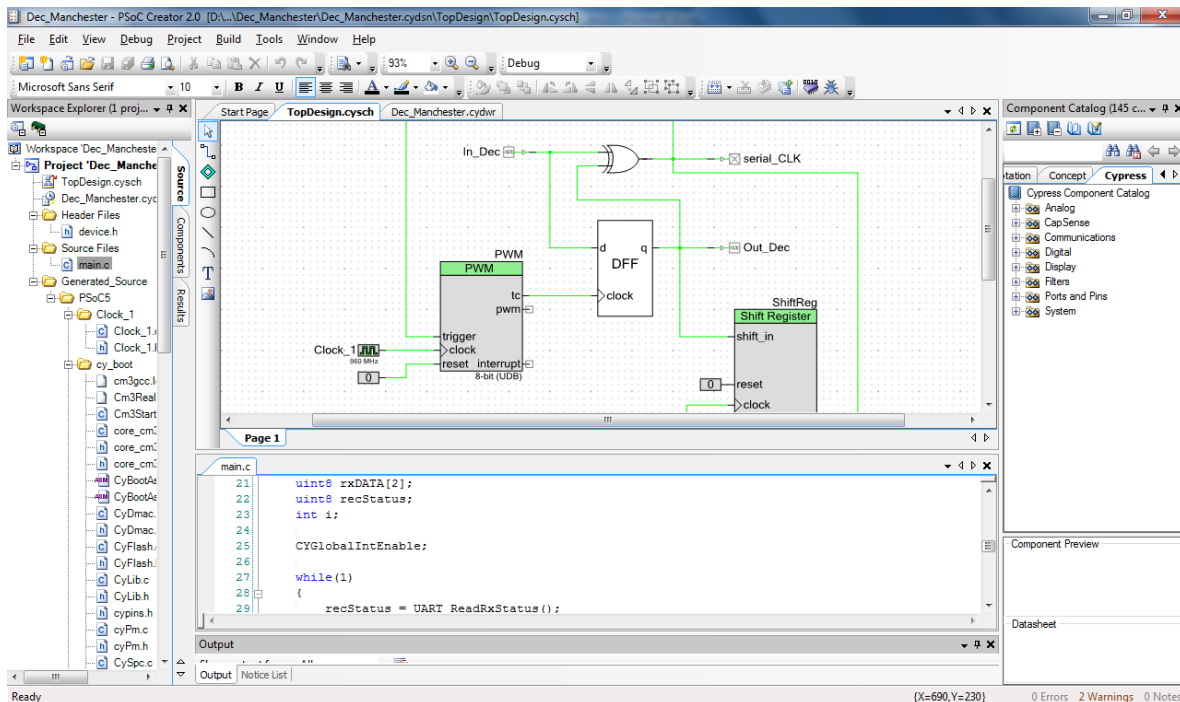 Dec_Manchester - PSoC Creator 2.0 [D:\...\Dec_Manchester\Dec_Manchester.cydsn\TopDesign\TopDesign.cysch]
File Edit View Debug Project Build Tools Window Help
93% Debug
Microsoft Sans Serif 10 B I U A
Workspace Explorer (1 proj...
Workspace 'Dec_Mancheste
Project 'Dec_Manche
TopDesign.cysch
Dec_Manchester.cyc
Header Files
device.h
Source Files
main.c
Generated_Source
PSoC5
Clock_1
Clock_1.
Clock_1.
cy_boot
cm3gcc.l
Cm3Real
Cm3Start
core_cm3
core_cm3
core_cm3
CyBootAs
CyBootAs
CyDmac.
CyDmac.
CyFlash.
CyFlash.
CyLib.c
CyLib.h
cypins.h
cyPm.c
cyPm.h
CySpc.c
Source
Components
Results
Start Page TopDesign.cysch Dec_Manchester.cydwr
T
In_Dec
serial_CLK
d q
DFF
clock
Out_Dec
PWM
PWM
tc
pwm
trigger
clock
reset interrupt
8-bit (UDB)
Clock_1
960 MHz
0
ShiftReg
Shift Register
shift_in
0 reset
clock
Page 1
main.c
21 uint8 rxDATA[2];
22 uint8 recStatus;
23 int i;
24
25 CYGlobalIntEnable;
26
27 while(1)
28 {
29 recStatus = UART_ReadRxStatus();
Output
Output Notice List
Component Catalog (145 c...
tation Concept Cypress
Cypress Component Catalog
Analog
CapSense
Communications
Digital
Display
Filters
Ports and Pins
System
Component Preview
Datasheet
Ready {X=690,Y=230} 0 Errors 2 Warnings 0 Notes